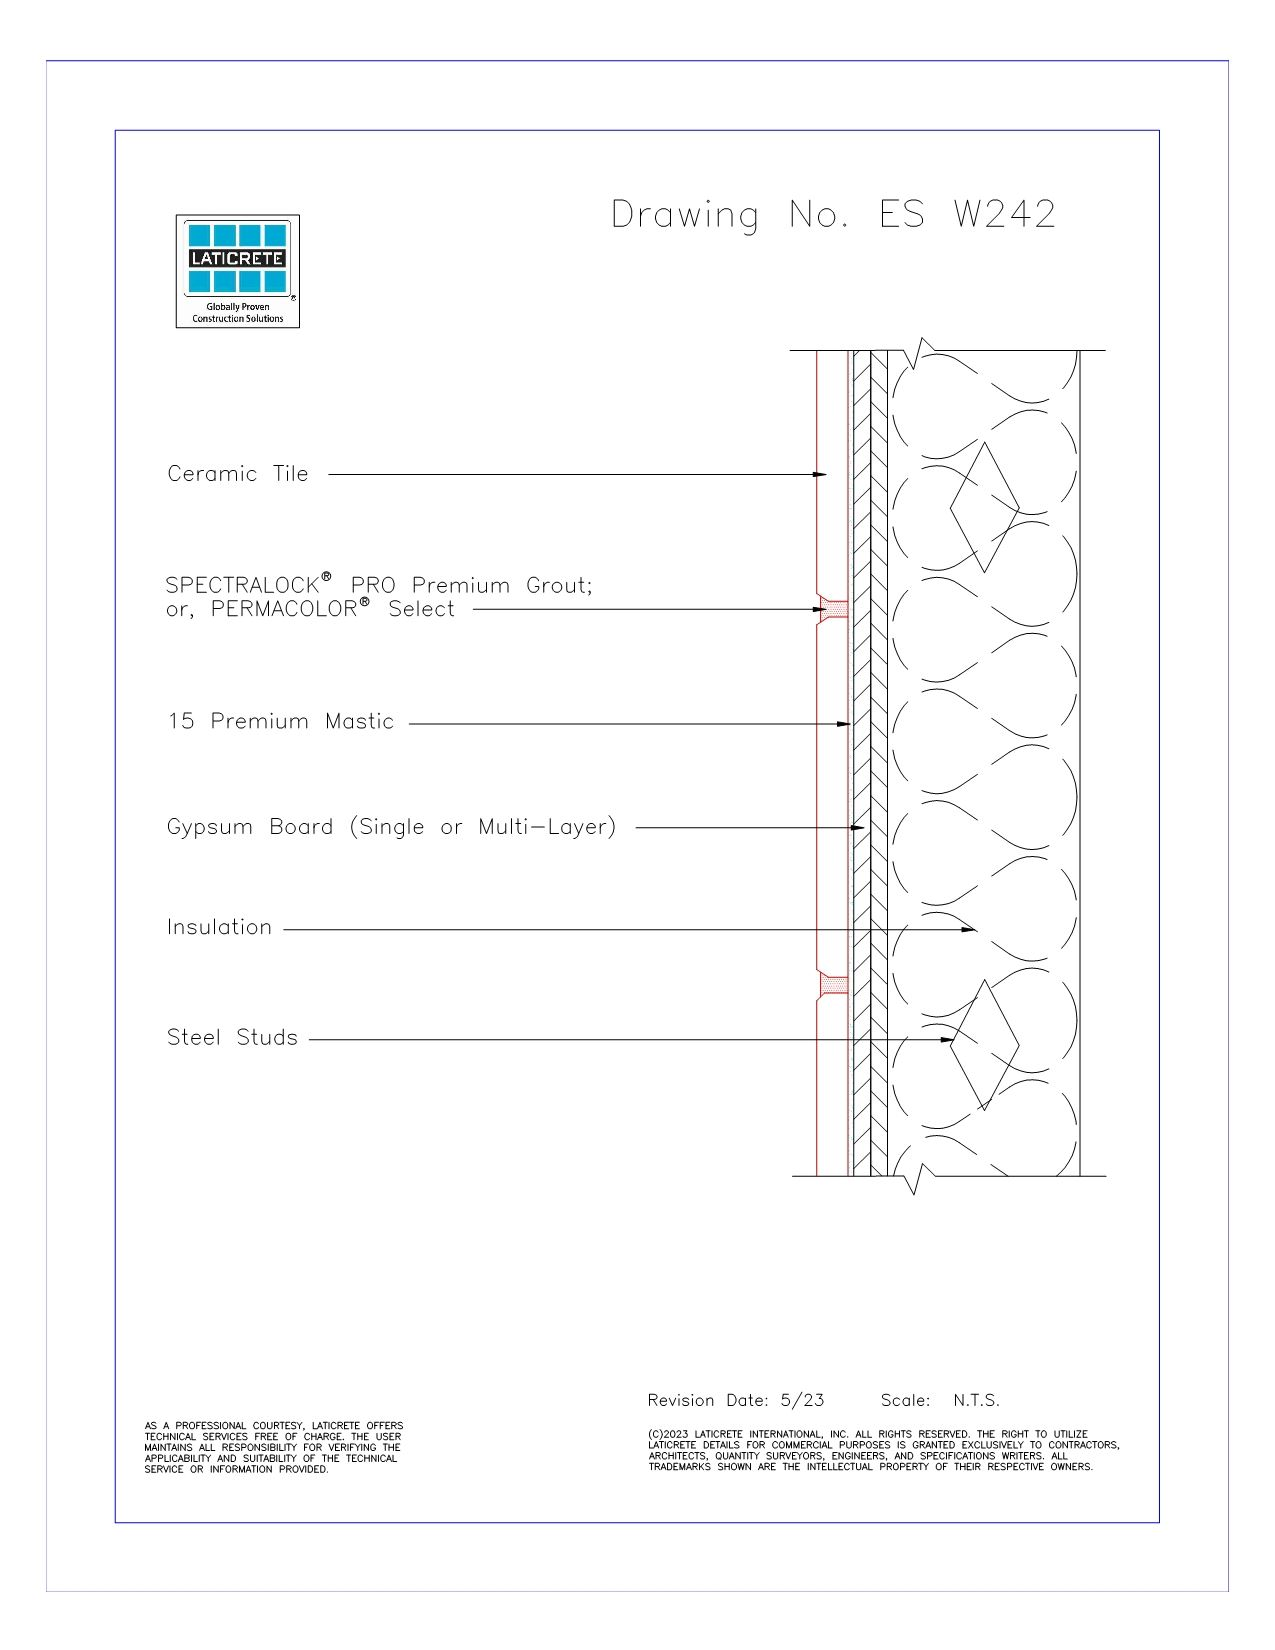 Drawing No. ES W242
LATICRETE
®
Globally Proven
Construction Solutions
Ceramic Tile
SPECTRALOCK® PRO Premium Grout;
or, PERMACOLOR® Select
15 Premium Mastic
Gypsum Board (Single or Multi-Layer)
Insulation
Steel Studs
Revision Date: 5/23 Scale: N.T.S.
AS A PROFESSIONAL COURTESY, LATICRETE OFFERS
TECHNICAL SERVICES FREE OF CHARGE. THE USER
MAINTAINS ALL RESPONSIBILITY FOR VERIFYING THE
APPLICABILITY AND SUITABILITY OF THE TECHNICAL
SERVICE OR INFORMATION PROVIDED.
(C)2023 LATICRETE INTERNATIONAL, INC. ALL RIGHTS RESERVED. THE RIGHT TO UTILIZE
LATICRETE DETAILS FOR COMMERCIAL PURPOSES IS GRANTED EXCLUSIVELY TO CONTRACTORS,
ARCHITECTS, QUANTITY SURVEYORS, ENGINEERS, AND SPECIFICATIONS WRITERS. ALL
TRADEMARKS SHOWN ARE THE INTELLECTUAL PROPERTY OF THEIR RESPECTIVE OWNERS.